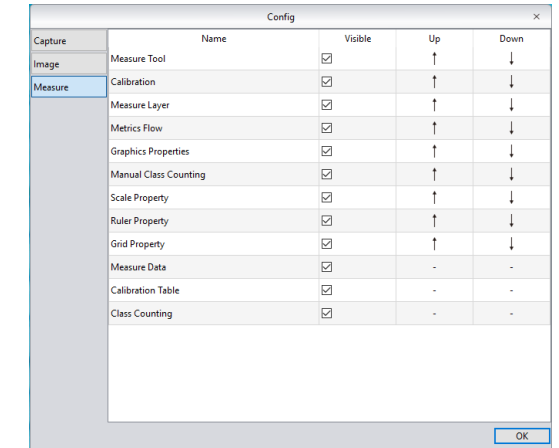 Config ×
Capture
Image
Measure
Name Visible Up Down
Measure Tool ↑ ↓
Calibration ↑ ↓
Measure Layer ↑ ↓
Metrics Flow ↑ ↓
Graphics Properties ↑ ↓
Manual Class Counting ↑ ↓
Scale Property ↑ ↓
Ruler Property ↑ ↓
Grid Property ↑ ↓
Measure Data - -
Calibration Table - -
Class Counting - -
OK